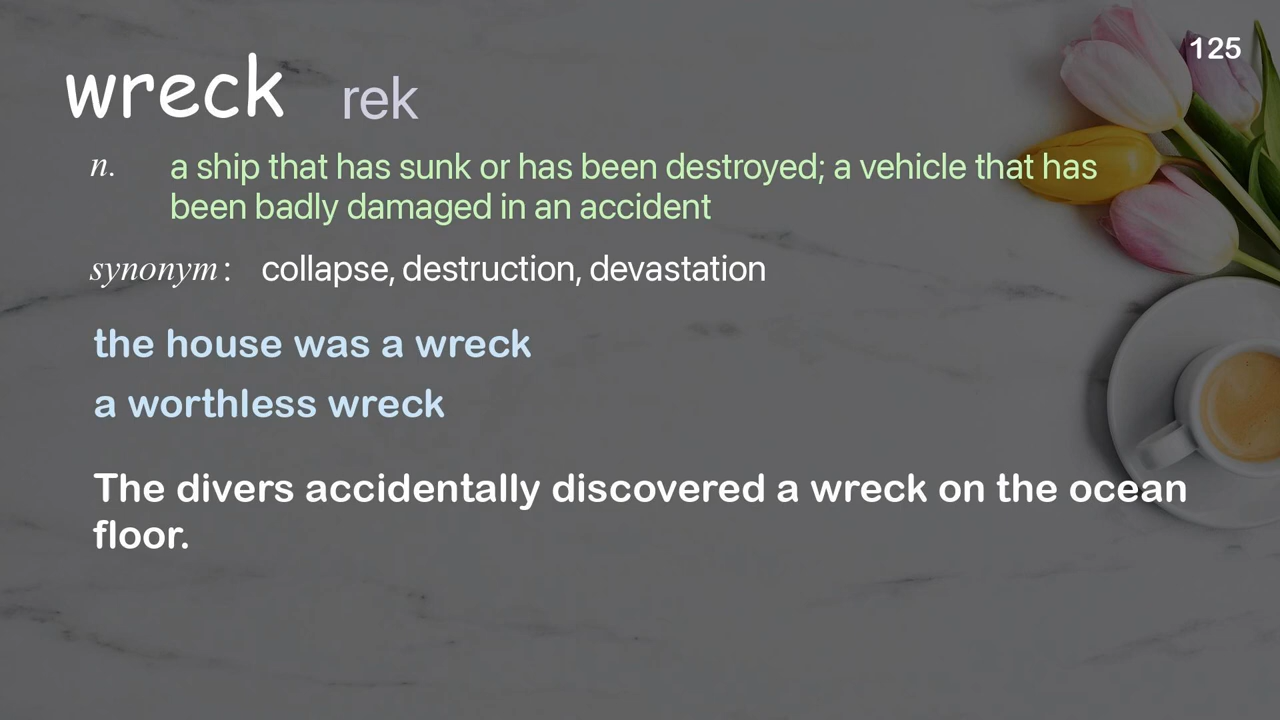 125
wreck rek
n. a ship that has sunk or has been destroyed; a vehicle that has
been badly damaged in an accident
synonym: collapse, destruction, devastation
the house was a wreck
a worthless wreck
The divers accidentally discovered a wreck on the ocean
floor.